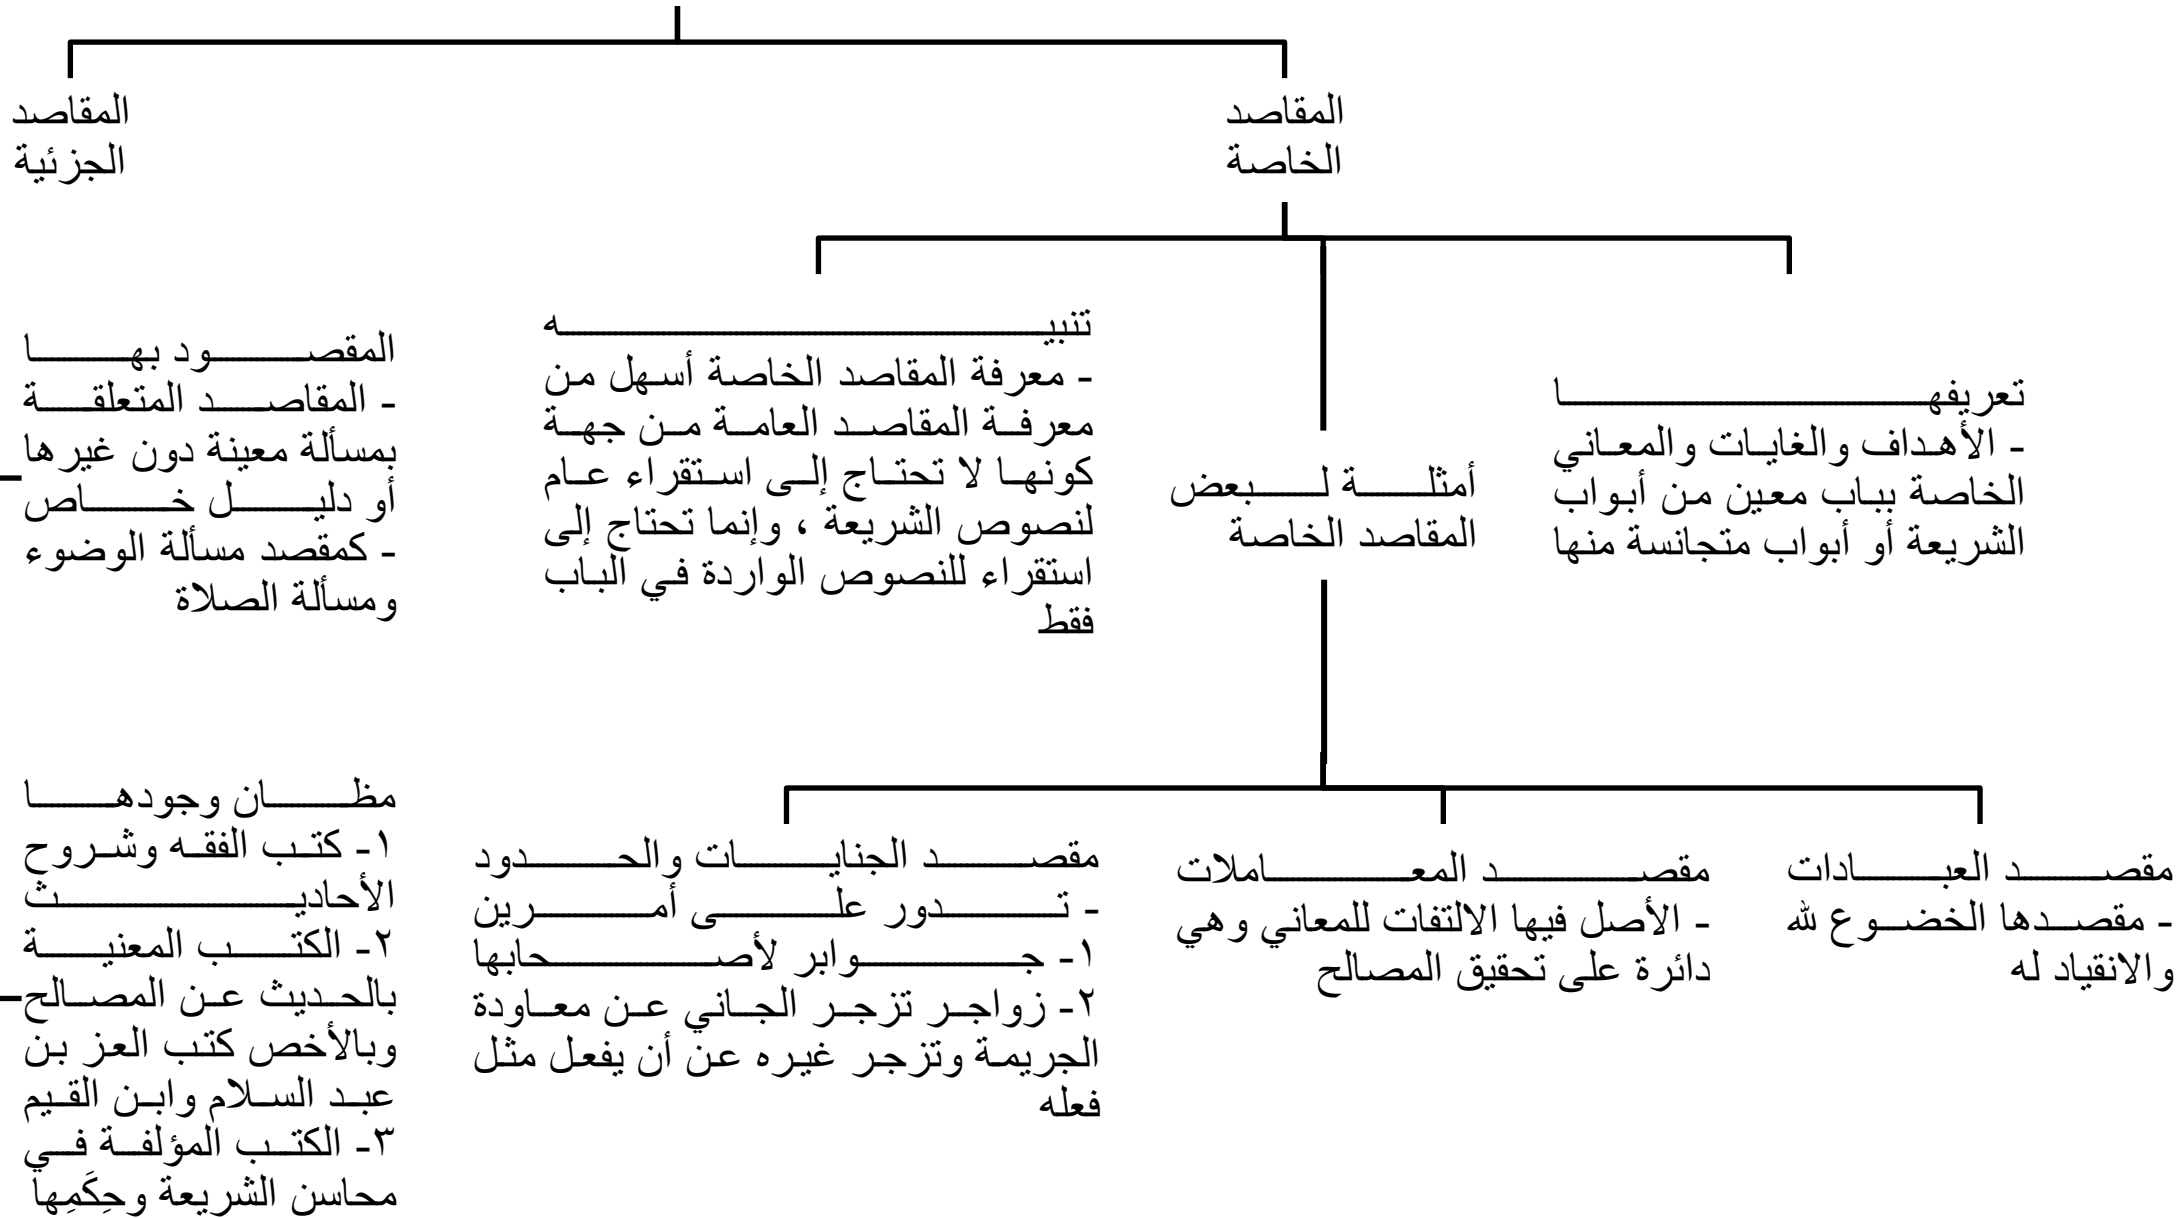 المقاصد
الخاصة
تعريفها
- الأهداف والغايات والمعاني
الخاصة بباب معين من أبواب
الشريعة أو أبواب متجانسة منها
أمثلة لبعض
المقاصد الخاصة
مقصد العبادات
- مقصدها الخضوع لله
والانقياد له
مقصد المعاملات
- الأصل فيها الالتفات للمعاني وهي
دائرة على تحقيق المصالح
مقصد الجنايات والحدود
- تدور على أمرين
١- جوابر لأصحابها
٢- زواجر تزجر الجاني عن معاودة
الجريمة وتزجر غيره عن أن يفعل مثل
فعله
تنبيه
- معرفة المقاصد الخاصة أسهل من
معرفة المقاصد العامة من جهة
كونها لا تحتاج إلى استقراء عام
لنصوص الشريعة ، وإنما تحتاج إلى
استقراء للنصوص الواردة في الباب
فقط
المقاصد
الجزئية
المقصود بها
- المقاصد المتعلقة
بمسألة معينة دون غيرها
أو دليل خاص
- كمقصد مسألة الوضوء
ومسألة الصلاة
مظان وجودها
١- كتب الفقه وشروح
الأحاديث
٢- الكتب المعنية
بالحديث عن المصالح
وبالأخص كتب العز بن
عبد السلام وابن القيم
٣- الكتب المؤلفة في
محاسن الشريعة وحِكَمِها